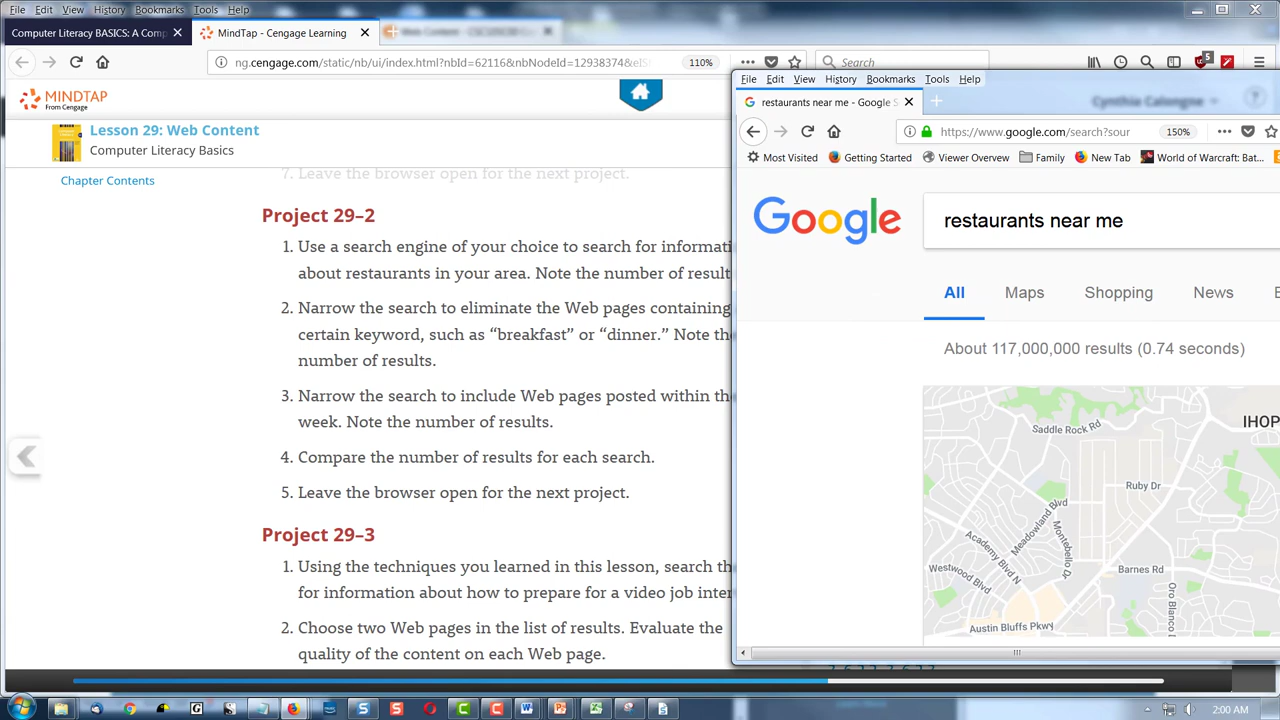 File Edit View History Bookmarks Tools Help
Computer Literacy BASICS: A Comp
MindTap - Cengage Learning
Web Content - CSC105CSD C
ng.cengage.com/static/nb/ui/index.html?nbId=62116&nbNodeId=12938374&elS
110%
Search
5
MINDTAP
From Cengage
Lesson 29: Web Content
Computer Literacy Basics
Chapter Contents
7. Leave the browser open for the next project.
Project 29–2
1. Use a search engine of your choice to search for informati
about restaurants in your area. Note the number of result
2. Narrow the search to eliminate the Web pages containing
certain keyword, such as “breakfast” or “dinner.” Note the
number of results.
3. Narrow the search to include Web pages posted within the
week. Note the number of results.
4. Compare the number of results for each search.
5. Leave the browser open for the next project.
Project 29–3
1. Using the techniques you learned in this lesson, search th
for information about how to prepare for a video job inter
2. Choose two Web pages in the list of results. Evaluate the
quality of the content on each Web page.
File Edit View History Bookmarks Tools Help
restaurants near me - Google S
Cynthia Calongne
https://www.google.com/search?sour
150%
Most Visited Getting Started Viewer Overvew Family New Tab World of Warcraft: Bat...
Google
restaurants near me
All Maps Shopping News
About 117,000,000 results (0.74 seconds)
IHOP
Saddle Rock Rd
Ruby Dr
Meadowland Blvd
Montebello Dr
Academy Blvd N
Westwood Blvd
Barnes Rd
Oro Blanco
Austin Bluffs Pkwy
2:00 AM